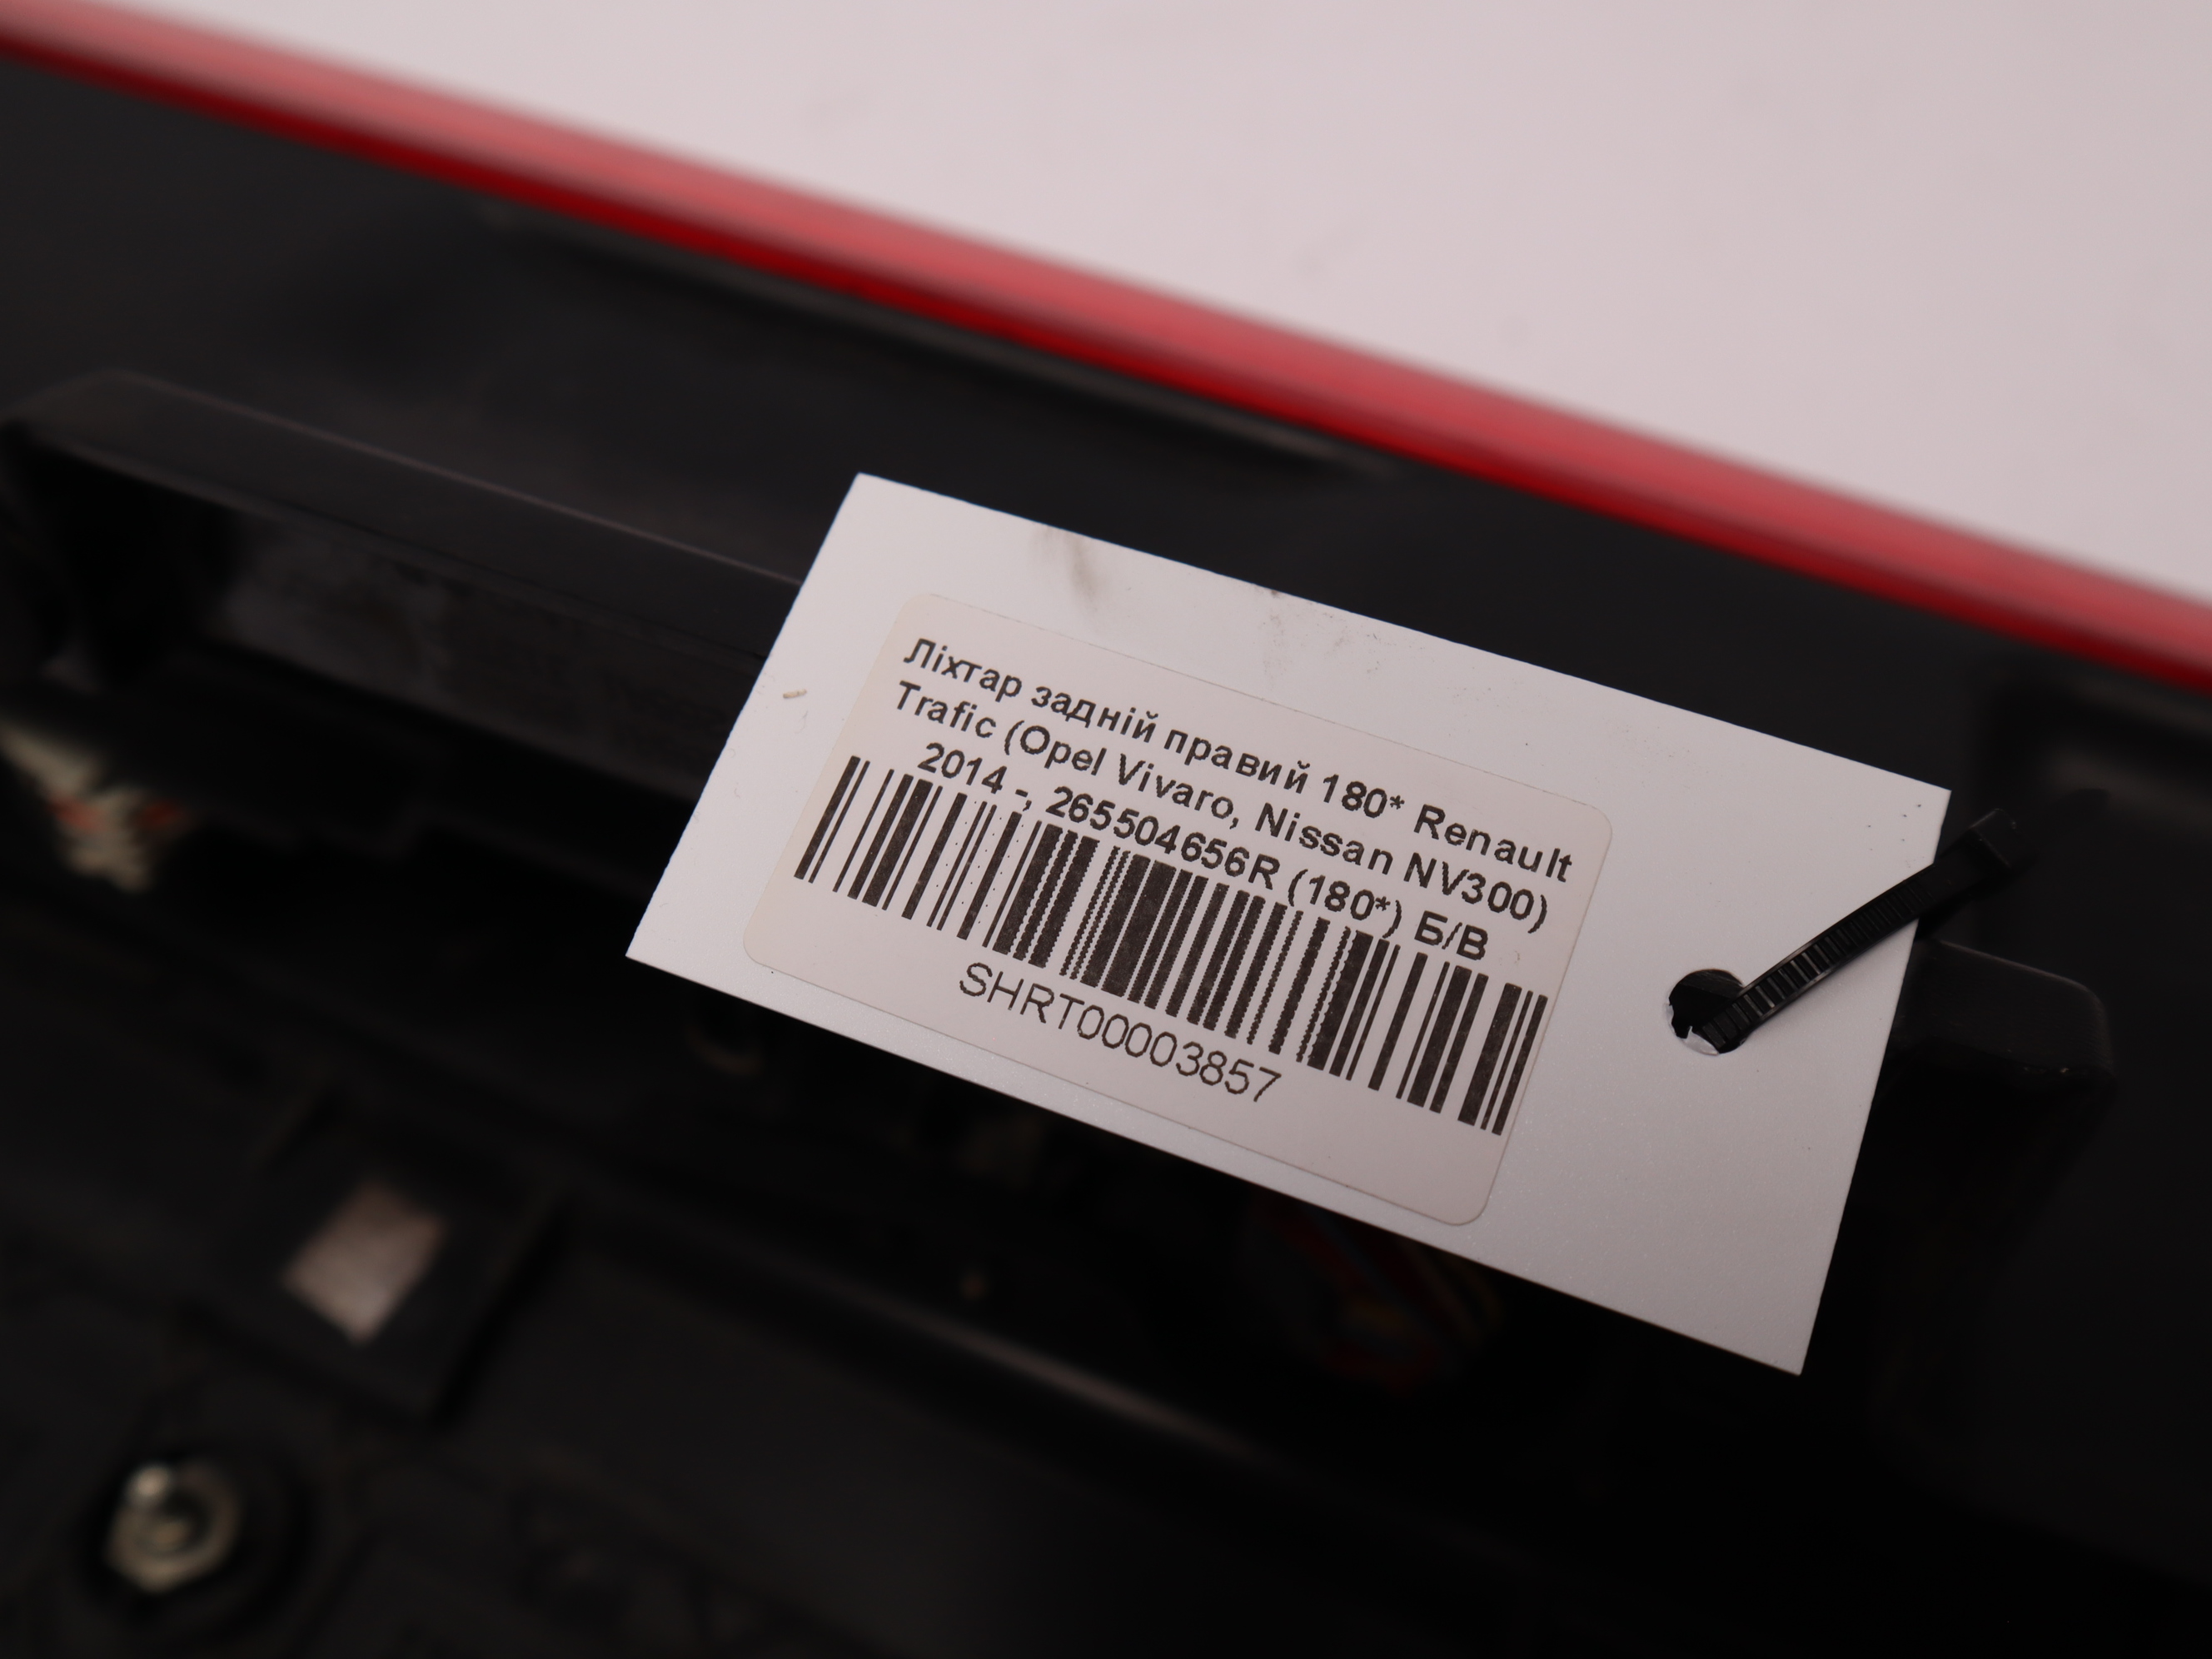 Ліхтар задній правий 180* Renault
Trafic (Opel Vivaro, Nissan NV300)
2014 -, 265504656R (180*) Б/В
SHRT00003857